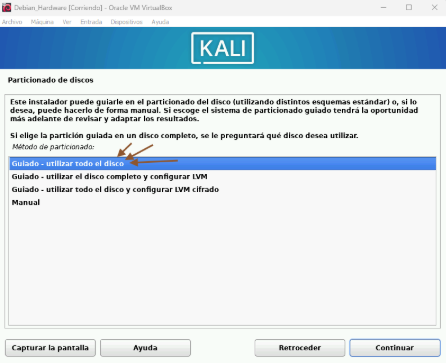 Debian_Hardware [Corriendo] - Oracle VM VirtualBox
Archivo Máquina Ver Entrada Dispositivos Ayuda
KALI
Particionado de discos
Este instalador puede guiarle en el particionado del disco (utilizando distintos esquemas estándar) o, si lo
desea, puede hacerlo de forma manual. Si escoge el sistema de particionado guiado tendrá la oportunidad
más adelante de revisar y adaptar los resultados.
Si elige la partición guiada en un disco completo, se le preguntará qué disco desea utilizar.
Método de particionado:
Guiado - utilizar todo el disco
Guiado - utilizar el disco completo y configurar LVM
Guiado - utilizar todo el disco y configurar LVM cifrado
Manual
Capturar la pantalla Ayuda Retroceder Continuar